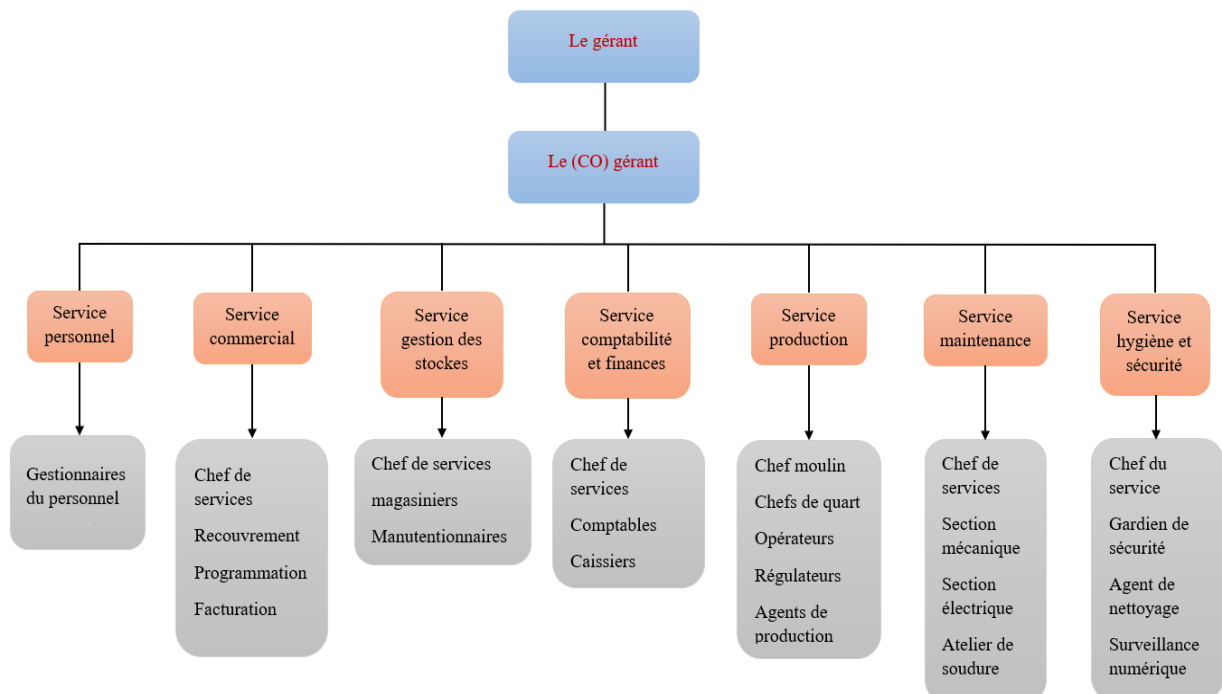 Le gérant
Le (CO) gérant
Service
personnel
Service
commercial
Service
gestion des
stockes
Service
comptabilité
et finances
Service
production
Service
maintenance
Service
hygiène et
sécurité
Gestionnaires
du personnel
Chef de
services
Recouvrement
Programmation
Facturation
Chef de services
magasiniers
Manutentionnaires
Chef de
services
Comptables
Caissiers
Chef moulin
Chefs de quart
Opérateurs
Régulateurs
Agents de
production
Chef de
services
Section
mécanique
Section
électrique
Atelier de
soudure
Chef du
service
Gardien de
sécurité
Agent de
nettoyage
Surveillance
numérique